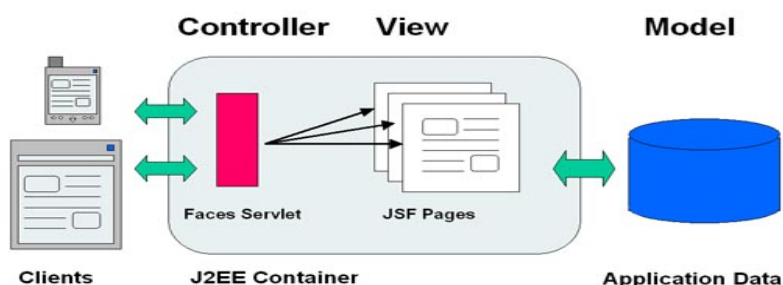 Controller View Model
Faces Servlet JSF Pages
Clients J2EE Container Application Data